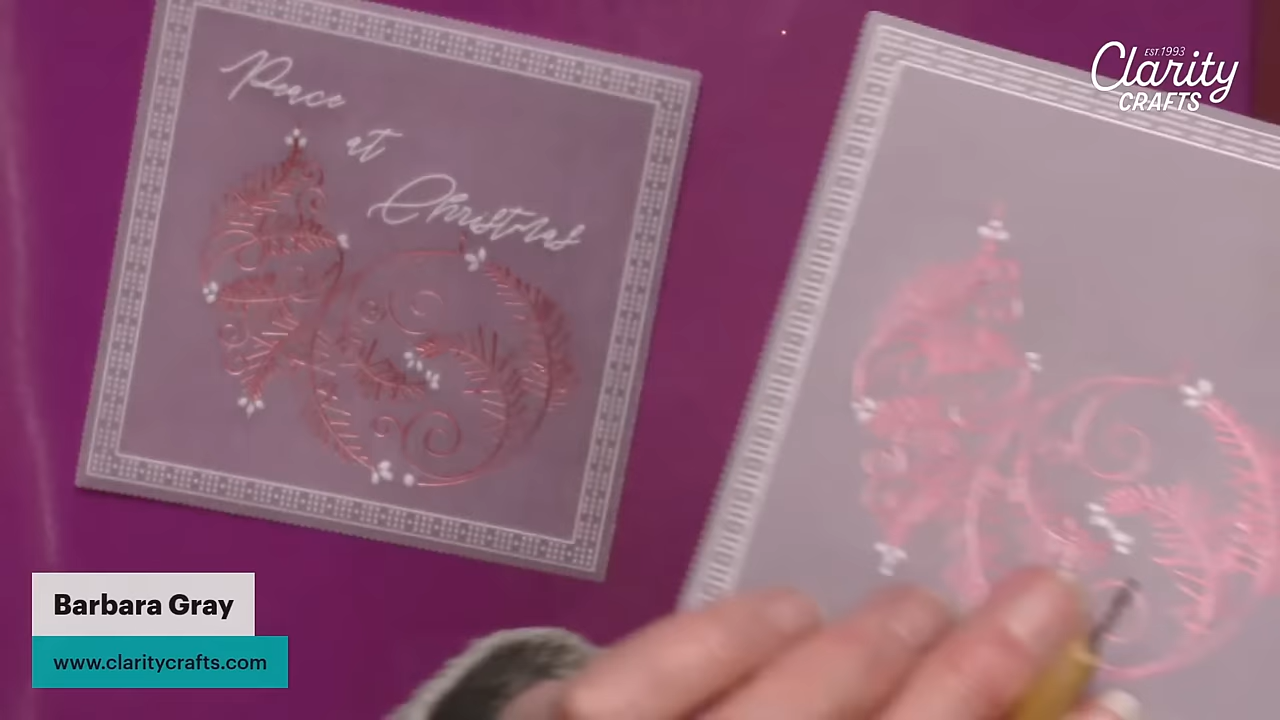 Peace
at
Christmas
EST. 1993
Clarity
CRAFTS
Barbara Gray
www.claritycrafts.com